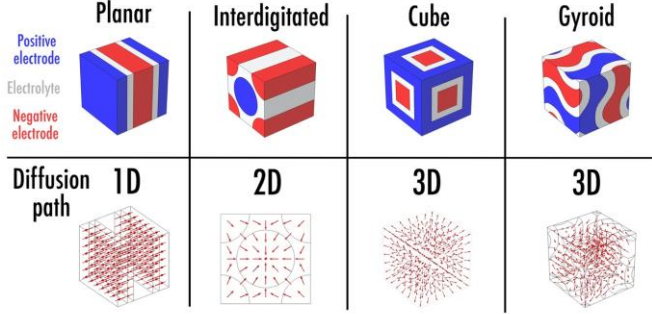 Planar Interdigitated Cube Gyroid
Positive
electrode
Electrolyte
Negative
electrode
Diffusion
path
1D 2D 3D 3D